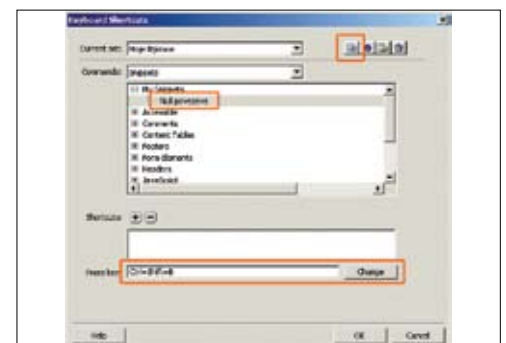 Keyboard Shortcuts
Current set:
Commands: Snippets
My Snippets
Accessible
Comments
Content Tables
Footers
Form Elements
Headers
JavaScript
Shortcuts:
Press key:
Change
Help
OK
Cancel